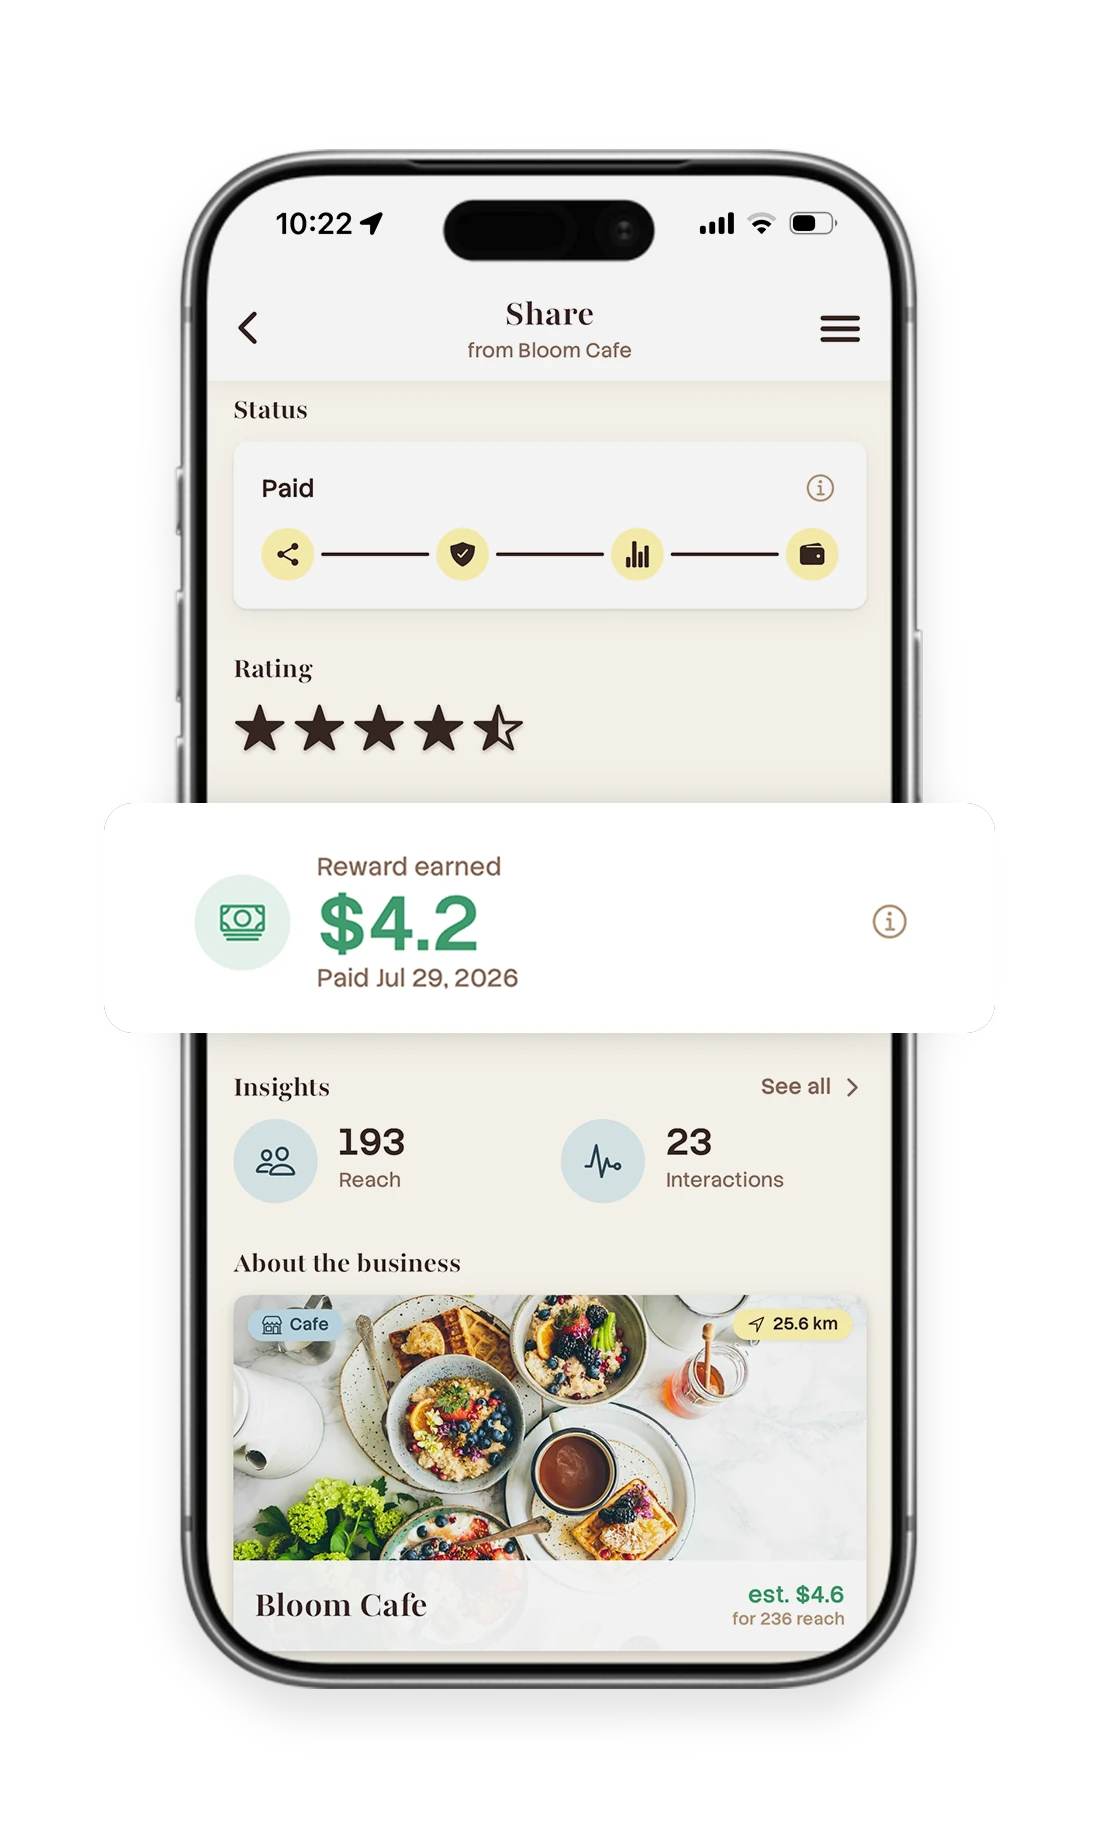 10:22
Share
from Bloom Cafe
Status
Paid
Rating
Reward earned
$4.2
Paid Jul 29, 2026
Insights
See all
193
Reach
23
Interactions
About the business
Cafe
25.6 km
Bloom Cafe
est. $4.6
for 236 reach